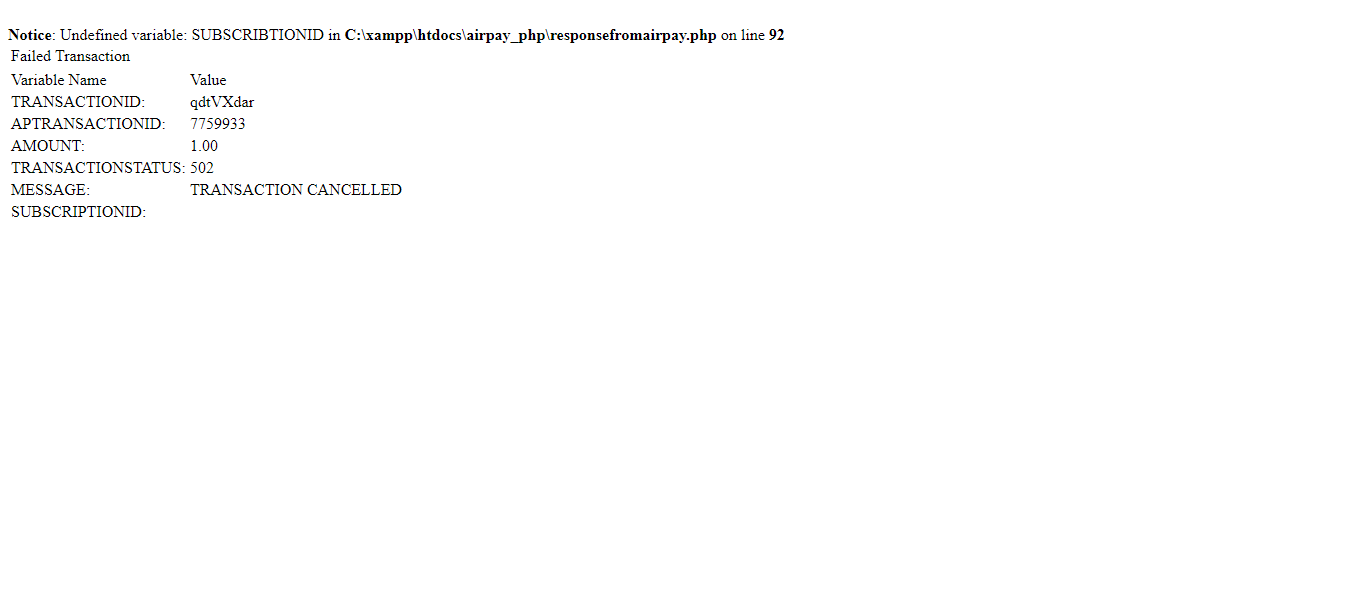 Notice: Undefined variable: SUBSCRIBTIONID in C:\xampp\htdocs\airpay_php\responsefromairpay.php on line 92
Failed Transaction
Variable Name Value
TRANSACTIONID: qdtVXdar
APTRANSACTIONID: 7759933
AMOUNT: 1.00
TRANSACTIONSTATUS: 502
MESSAGE: TRANSACTION CANCELLED
SUBSCRIPTIONID: